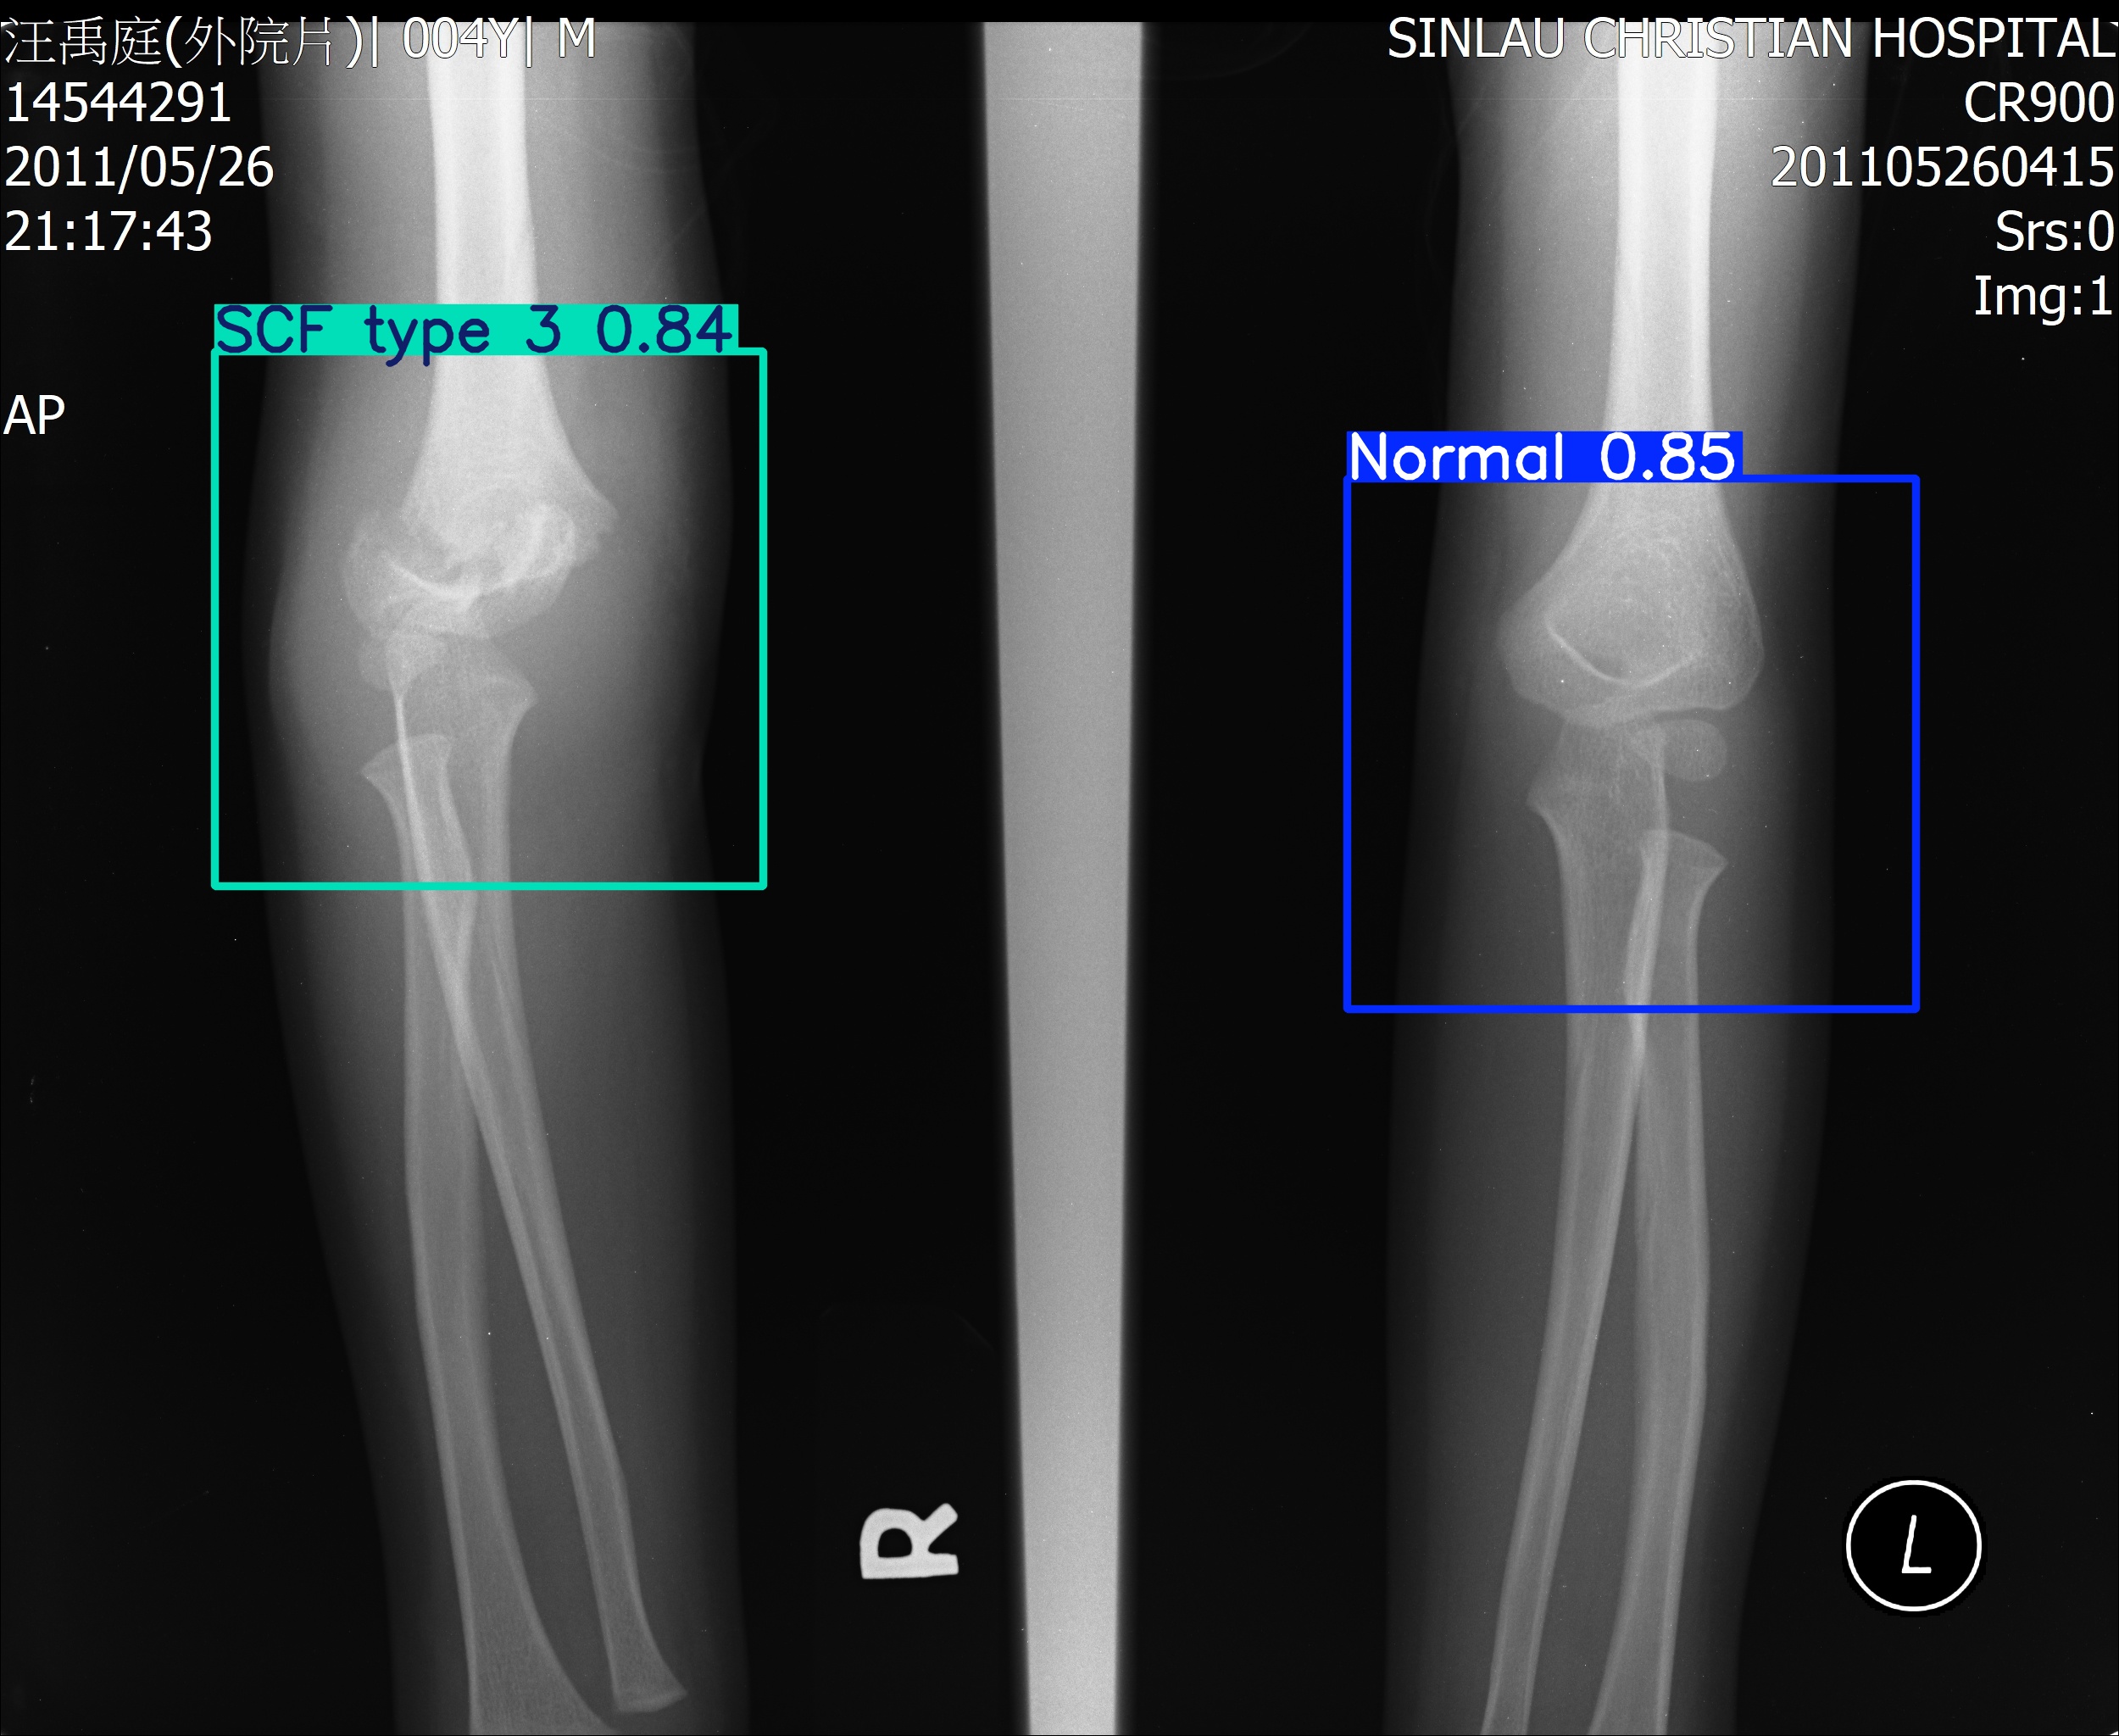 汪禹庭(外院片)| 004Y| M
14544291
2011/05/26
21:17:43
AP
SINLAU CHRISTIAN HOSPITAL
CR900
201105260415
Srs:0
Img:1
SCF type 3 0.84
Normal 0.85
R
L